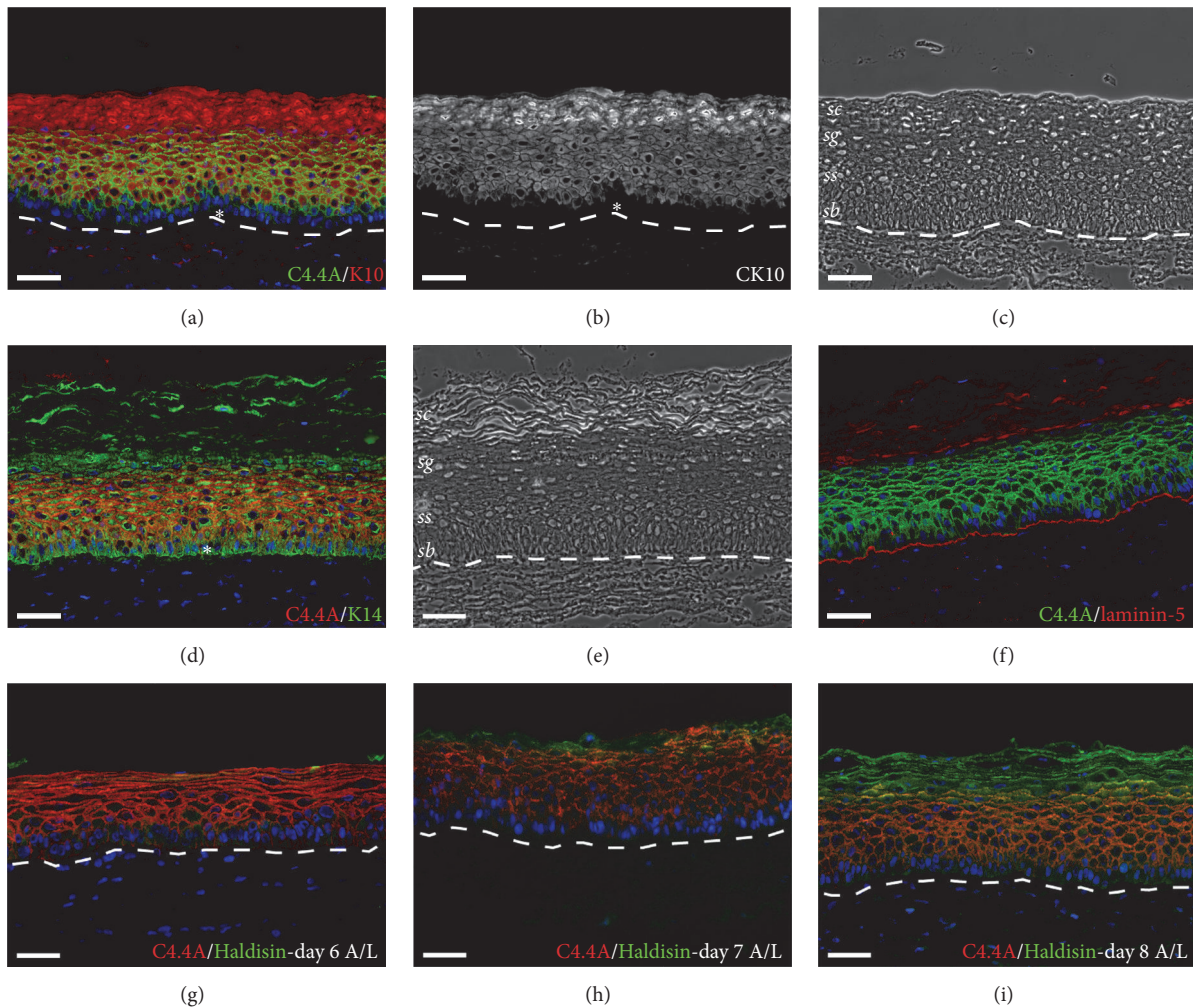 C4.4A/K10
(a)
CK10
(b)
sc
sg
ss
sb
(c)
*
*
C4.4A/K14
(d)
*
sc
sg
ss
sb
(e)
C4.4A/laminin-5
(f)
C4.4A/Haldisin-day 6 A/L
(g)
C4.4A/Haldisin-day 7 A/L
(h)
C4.4A/Haldisin-day 8 A/L
(i)